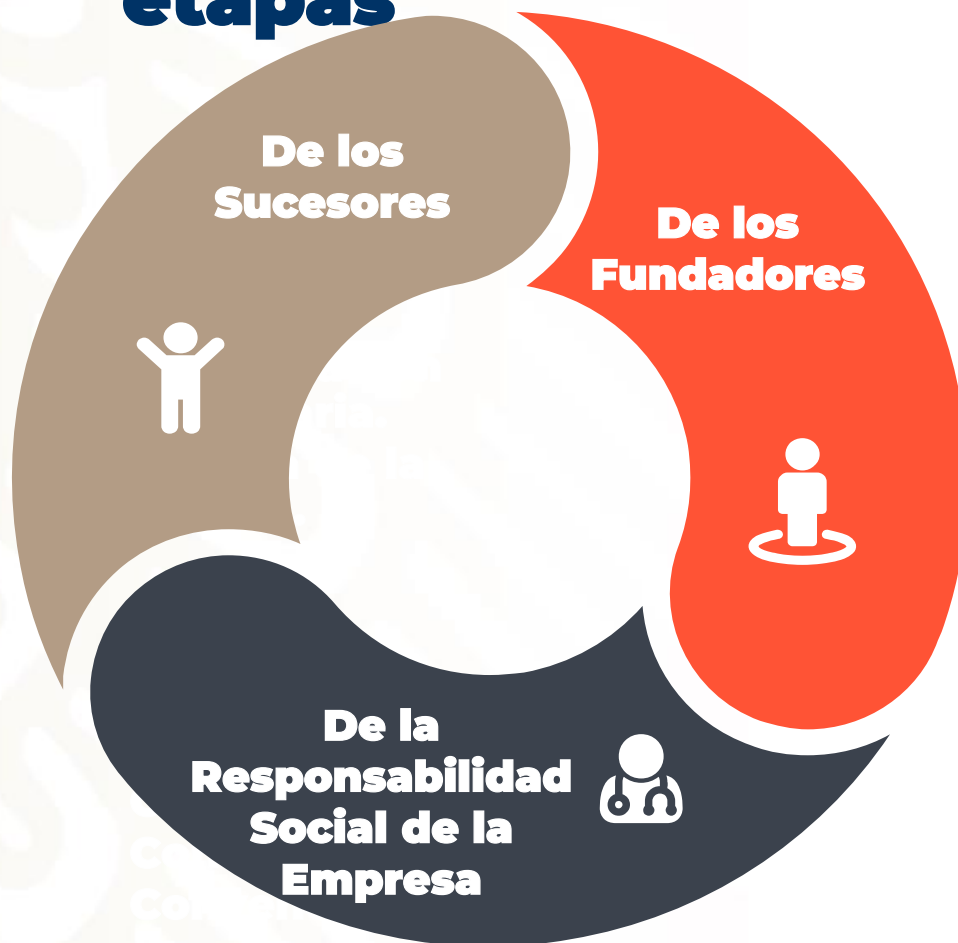 etapas
De los
Sucesores
De los
Fundadores
De la
Responsabilidad
Social de la
Empresa